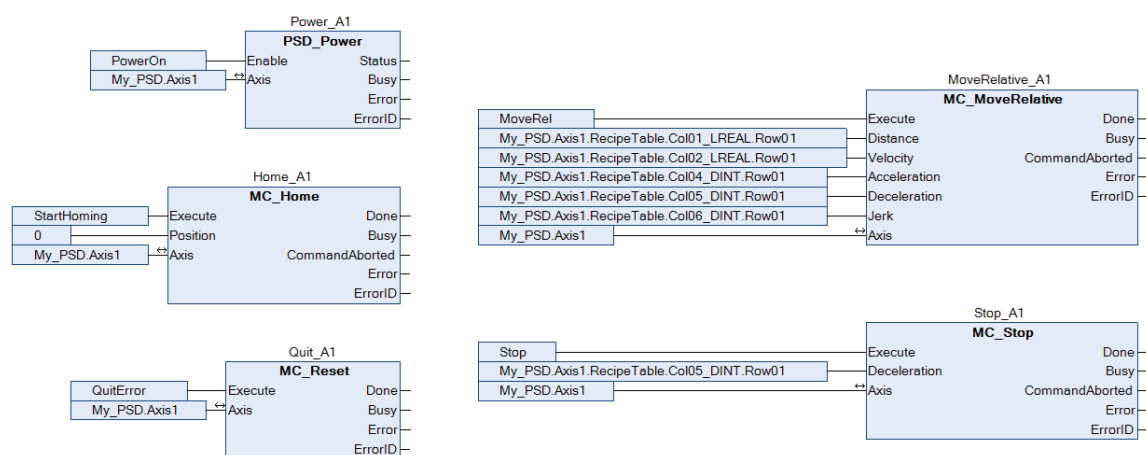 Power_A1
PSD_Power
PowerOn Enable Status
My_PSD.Axis1 Axis Busy
Error
ErrorID
Home_A1
MC_Home
StartHoming Execute Done
0 Position Busy
My_PSD.Axis1 Axis CommandAborted
Error
ErrorID
Quit_A1
MC_Reset
QuitError Execute Done
My_PSD.Axis1 Axis Busy
Error
ErrorID
MoveRelative_A1
MC_MoveRelative
MoveRel Execute Done
My_PSD.Axis1.RecipeTable.Col01_LREAL.Row01 Distance Busy
My_PSD.Axis1.RecipeTable.Col02_LREAL.Row01 Velocity CommandAborted
My_PSD.Axis1.RecipeTable.Col04_DINT.Row01 Acceleration Error
My_PSD.Axis1.RecipeTable.Col05_DINT.Row01 Deceleration ErrorID
My_PSD.Axis1.RecipeTable.Col06_DINT.Row01 Jerk
My_PSD.Axis1 Axis
Stop_A1
MC_Stop
Stop Execute Done
My_PSD.Axis1.RecipeTable.Col05_DINT.Row01 Deceleration Busy
My_PSD.Axis1 Axis CommandAborted
Error
ErrorID